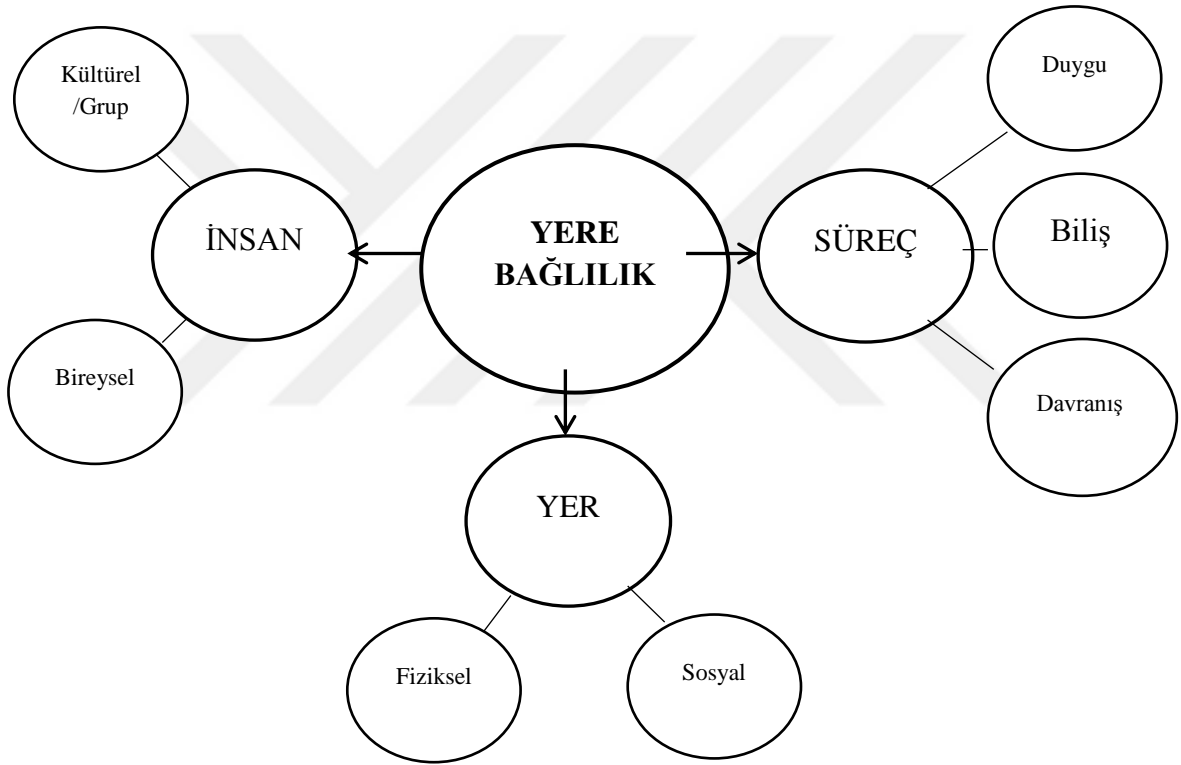 Kültürel
/Grup
Duygu
İNSAN
YERE
BAĞLILIK
SÜREÇ
Biliş
Bireysel
Davranış
YER
Fiziksel
Sosyal